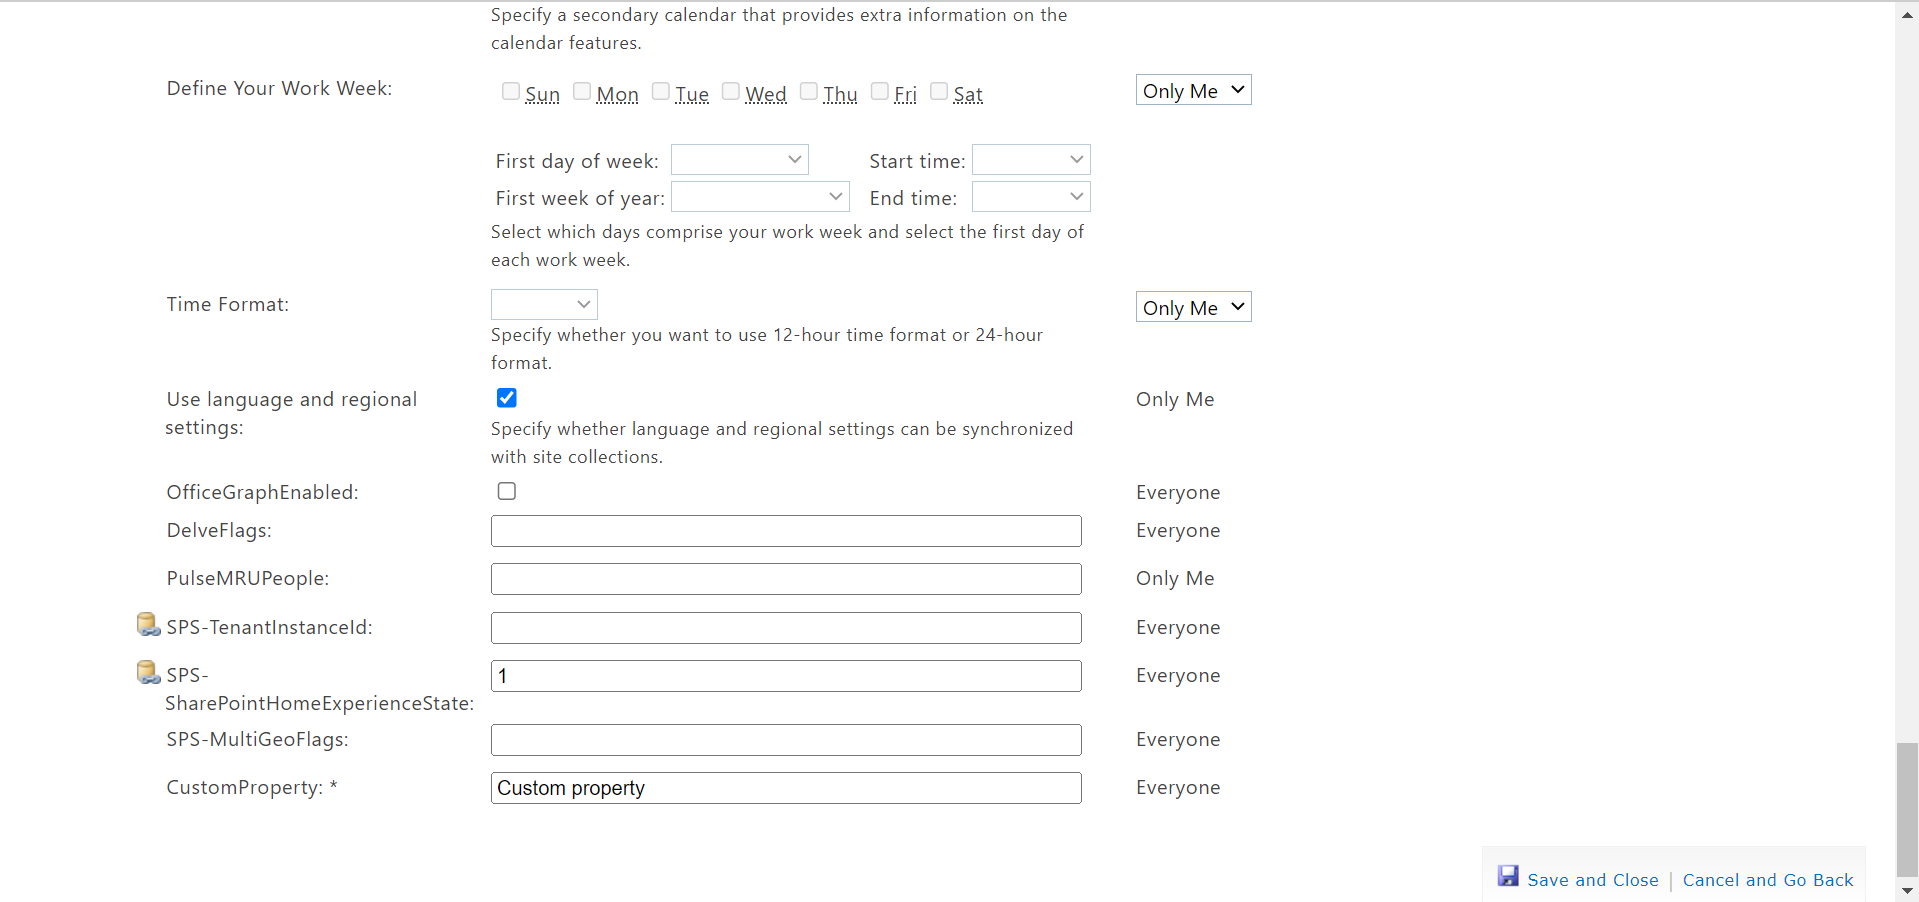 Specify a secondary calendar that provides extra information on the
calendar features.
Define Your Work Week:
Sun Mon Tue Wed Thu Fri Sat
Only Me
First day of week:
Start time:
First week of year:
End time:
Select which days comprise your work week and select the first day of
each work week.
Time Format:
Only Me
Specify whether you want to use 12-hour time format or 24-hour
format.
Use language and regional
settings:
Only Me
Specify whether language and regional settings can be synchronized
with site collections.
OfficeGraphEnabled:
Everyone
DelveFlags:
Everyone
PulseMRUPeople:
Only Me
SPS-TenantInstanceId:
Everyone
SPS-
SharePointHomeExperienceState:
1
Everyone
SPS-MultiGeoFlags:
Everyone
CustomProperty: *
Custom property
Everyone
Save and Close | Cancel and Go Back